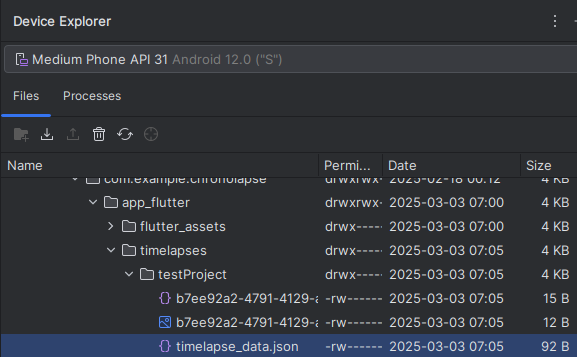 Device Explorer
Medium Phone API 31 Android 12.0 ("S")
Files Processes
Name Permi... Date Size
com.example.chronolapse drwxrwx- 2025-02-18 00:12 4 KB
app_flutter drwxrwx- 2025-03-03 07:00 4 KB
flutter_assets drwx----- 2025-03-03 07:00 4 KB
timelapses drwx----- 2025-03-03 07:05 4 KB
testProject drwx----- 2025-03-03 07:05 4 KB
b7ee92a2-4791-4129-a -rw------ 2025-03-03 07:05 15 B
b7ee92a2-4791-4129-a -rw------ 2025-03-03 07:05 12 B
timelapse_data.json -rw------ 2025-03-03 07:05 92 B